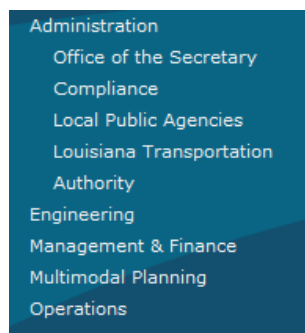 Administration
Office of the Secretary
Compliance
Local Public Agencies
Louisiana Transportation
Authority
Engineering
Management & Finance
Multimodal Planning
Operations